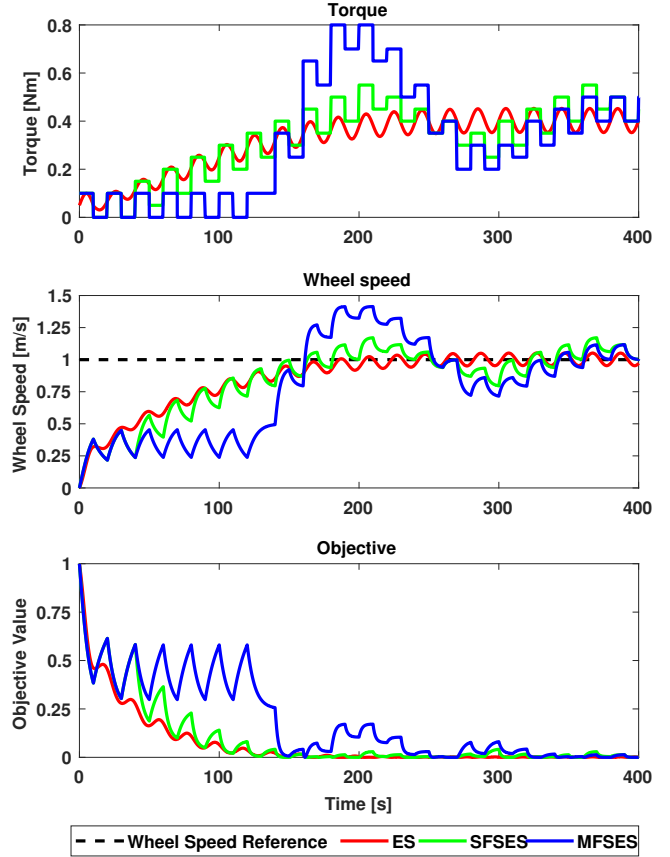 Torque
0.8
0.6
0.4
0.2
0
Torque [Nm]
0 100 200 300 400
Wheel speed
1.5
1.25
1
0.75
0.5
0.25
0
Wheel Speed [m/s]
0 100 200 300 400
Objective
1
0.75
0.5
0.25
0
Objective Value
0 100 200 300 400
Time [s]
Wheel Speed Reference ES SFSES MFSES